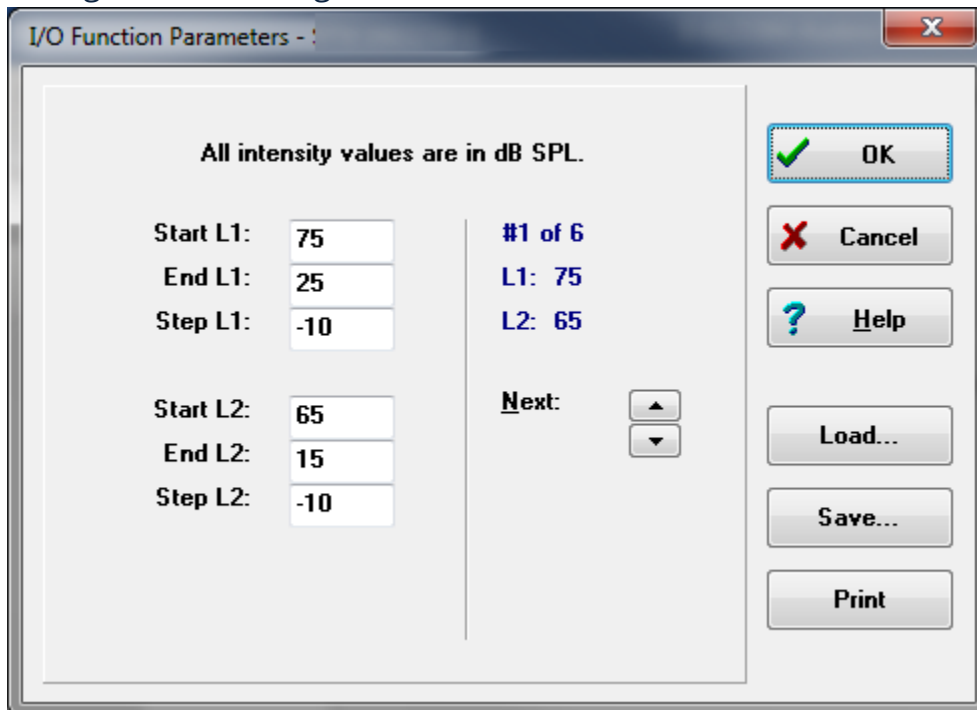 I/O Function Parameters -
All intensity values are in dB SPL.
Start L1: 75
End L1: 25
Step L1: -10
Start L2: 65
End L2: 15
Step L2: -10
#1 of 6
L1: 75
L2: 65
Next:
OK
Cancel
Help
Load...
Save...
Print